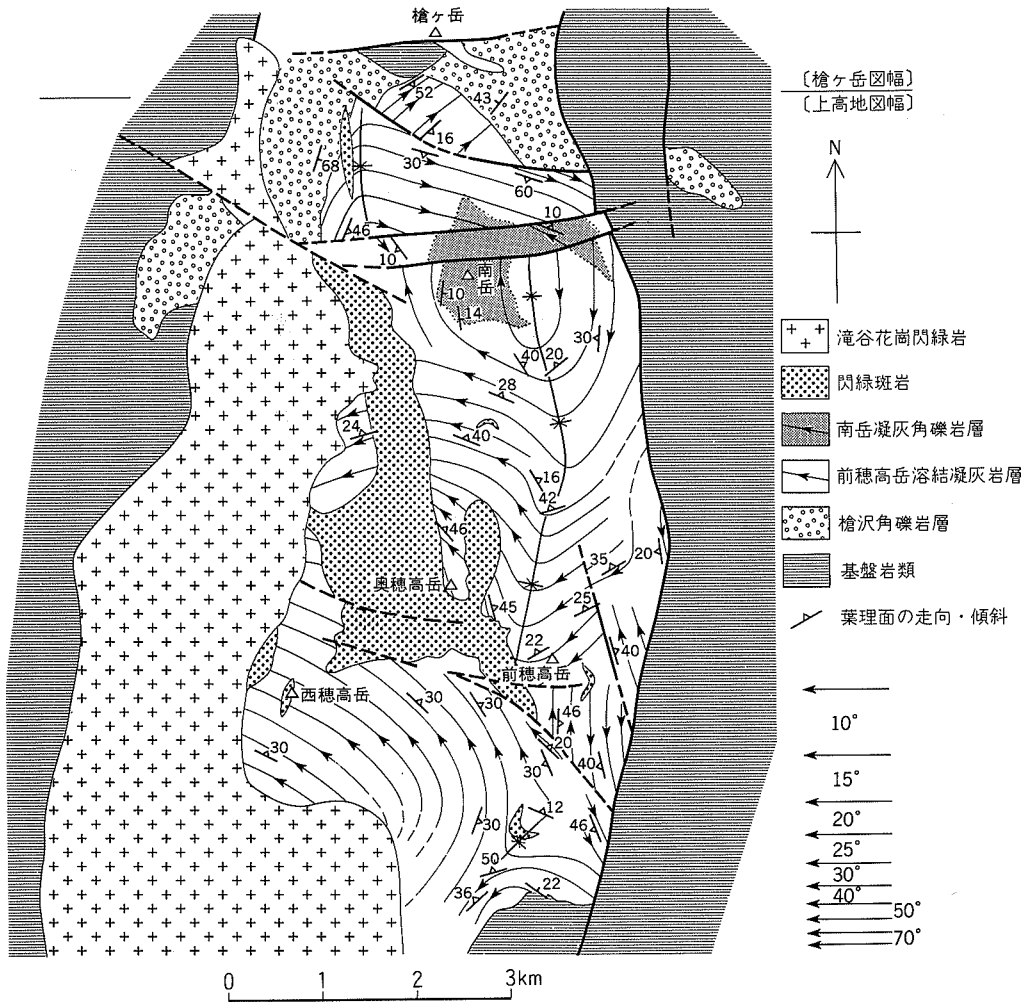 槍ヶ岳
〔槍ヶ岳図幅〕
〔上高地図幅〕
N
52
43
16
30
68
60
10
46
10
南岳
10
14
30
40
20
28
24
40
16
42
46
35
20
奥穂高岳
25
45
22
40
前穂高岳
西穂高岳
30
30
46
20
30
30
40
12
30
46
50
36
22
滝谷花崗閃緑岩
閃緑斑岩
南岳凝灰角礫岩層
前穂高岳溶結凝灰岩層
槍沢角礫岩層
基盤岩類
葉理面の走向・傾斜
10°
15°
20°
25°
30°
40°
50°
70°
0 1 2 3km